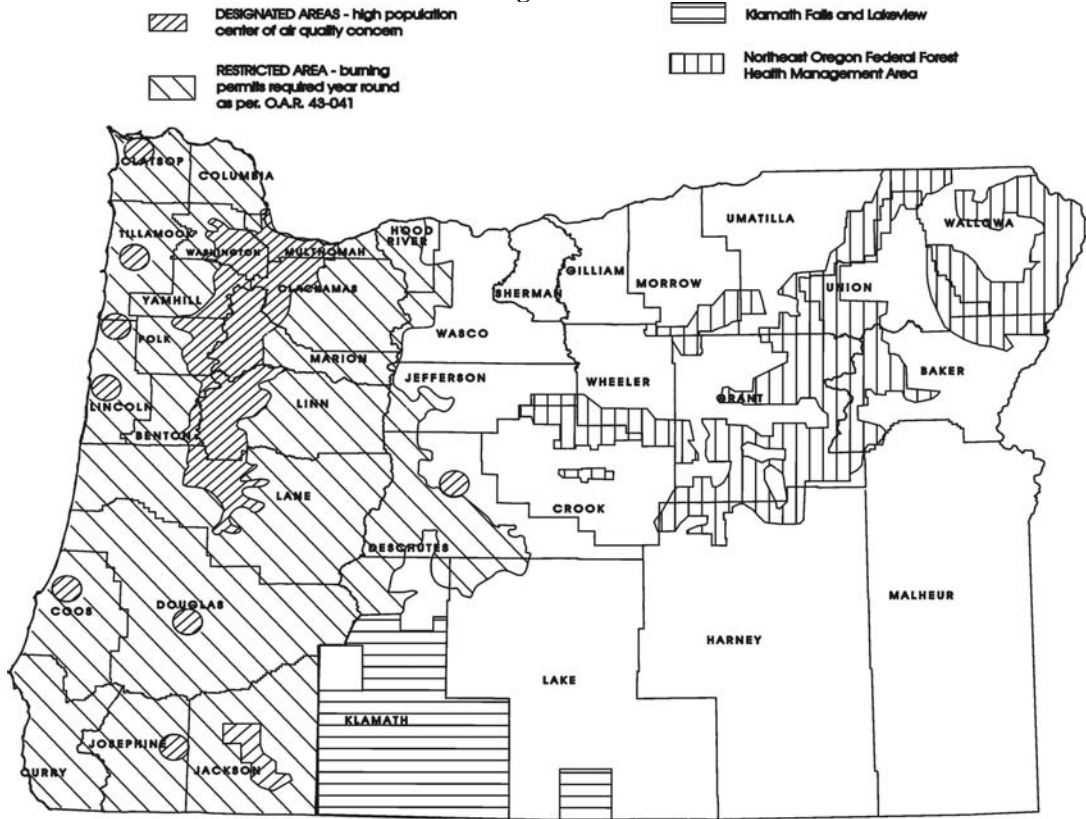 DESIGNATED AREAS - high population
center of air quality concern
RESTRICTED AREA - burning
permits required year round
as per. O.A.R. 43-041
Klamath Falls and Lakeview
Northeast Oregon Federal Forest
Health Management Area
CLATSOP
COLUMBIA
TILLAMOOK
WASHINGTON
MULTNOMAH
HOOD
RIVER
CLACKAMAS
YAMHILL
POLK
MARION
LINCOLN
BENTON
LINN
LANE
SHERMAN
GILLIAM
MORROW
UMATILLA
WALLOWA
UNION
WASCO
JEFFERSON
WHEELER
GRANT
BAKER
CROOK
DESCHUTES
COOS
DOUGLAS
MALHEUR
HARNEY
LAKE
KLAMATH
JOSEPHINE
JACKSON
CURRY